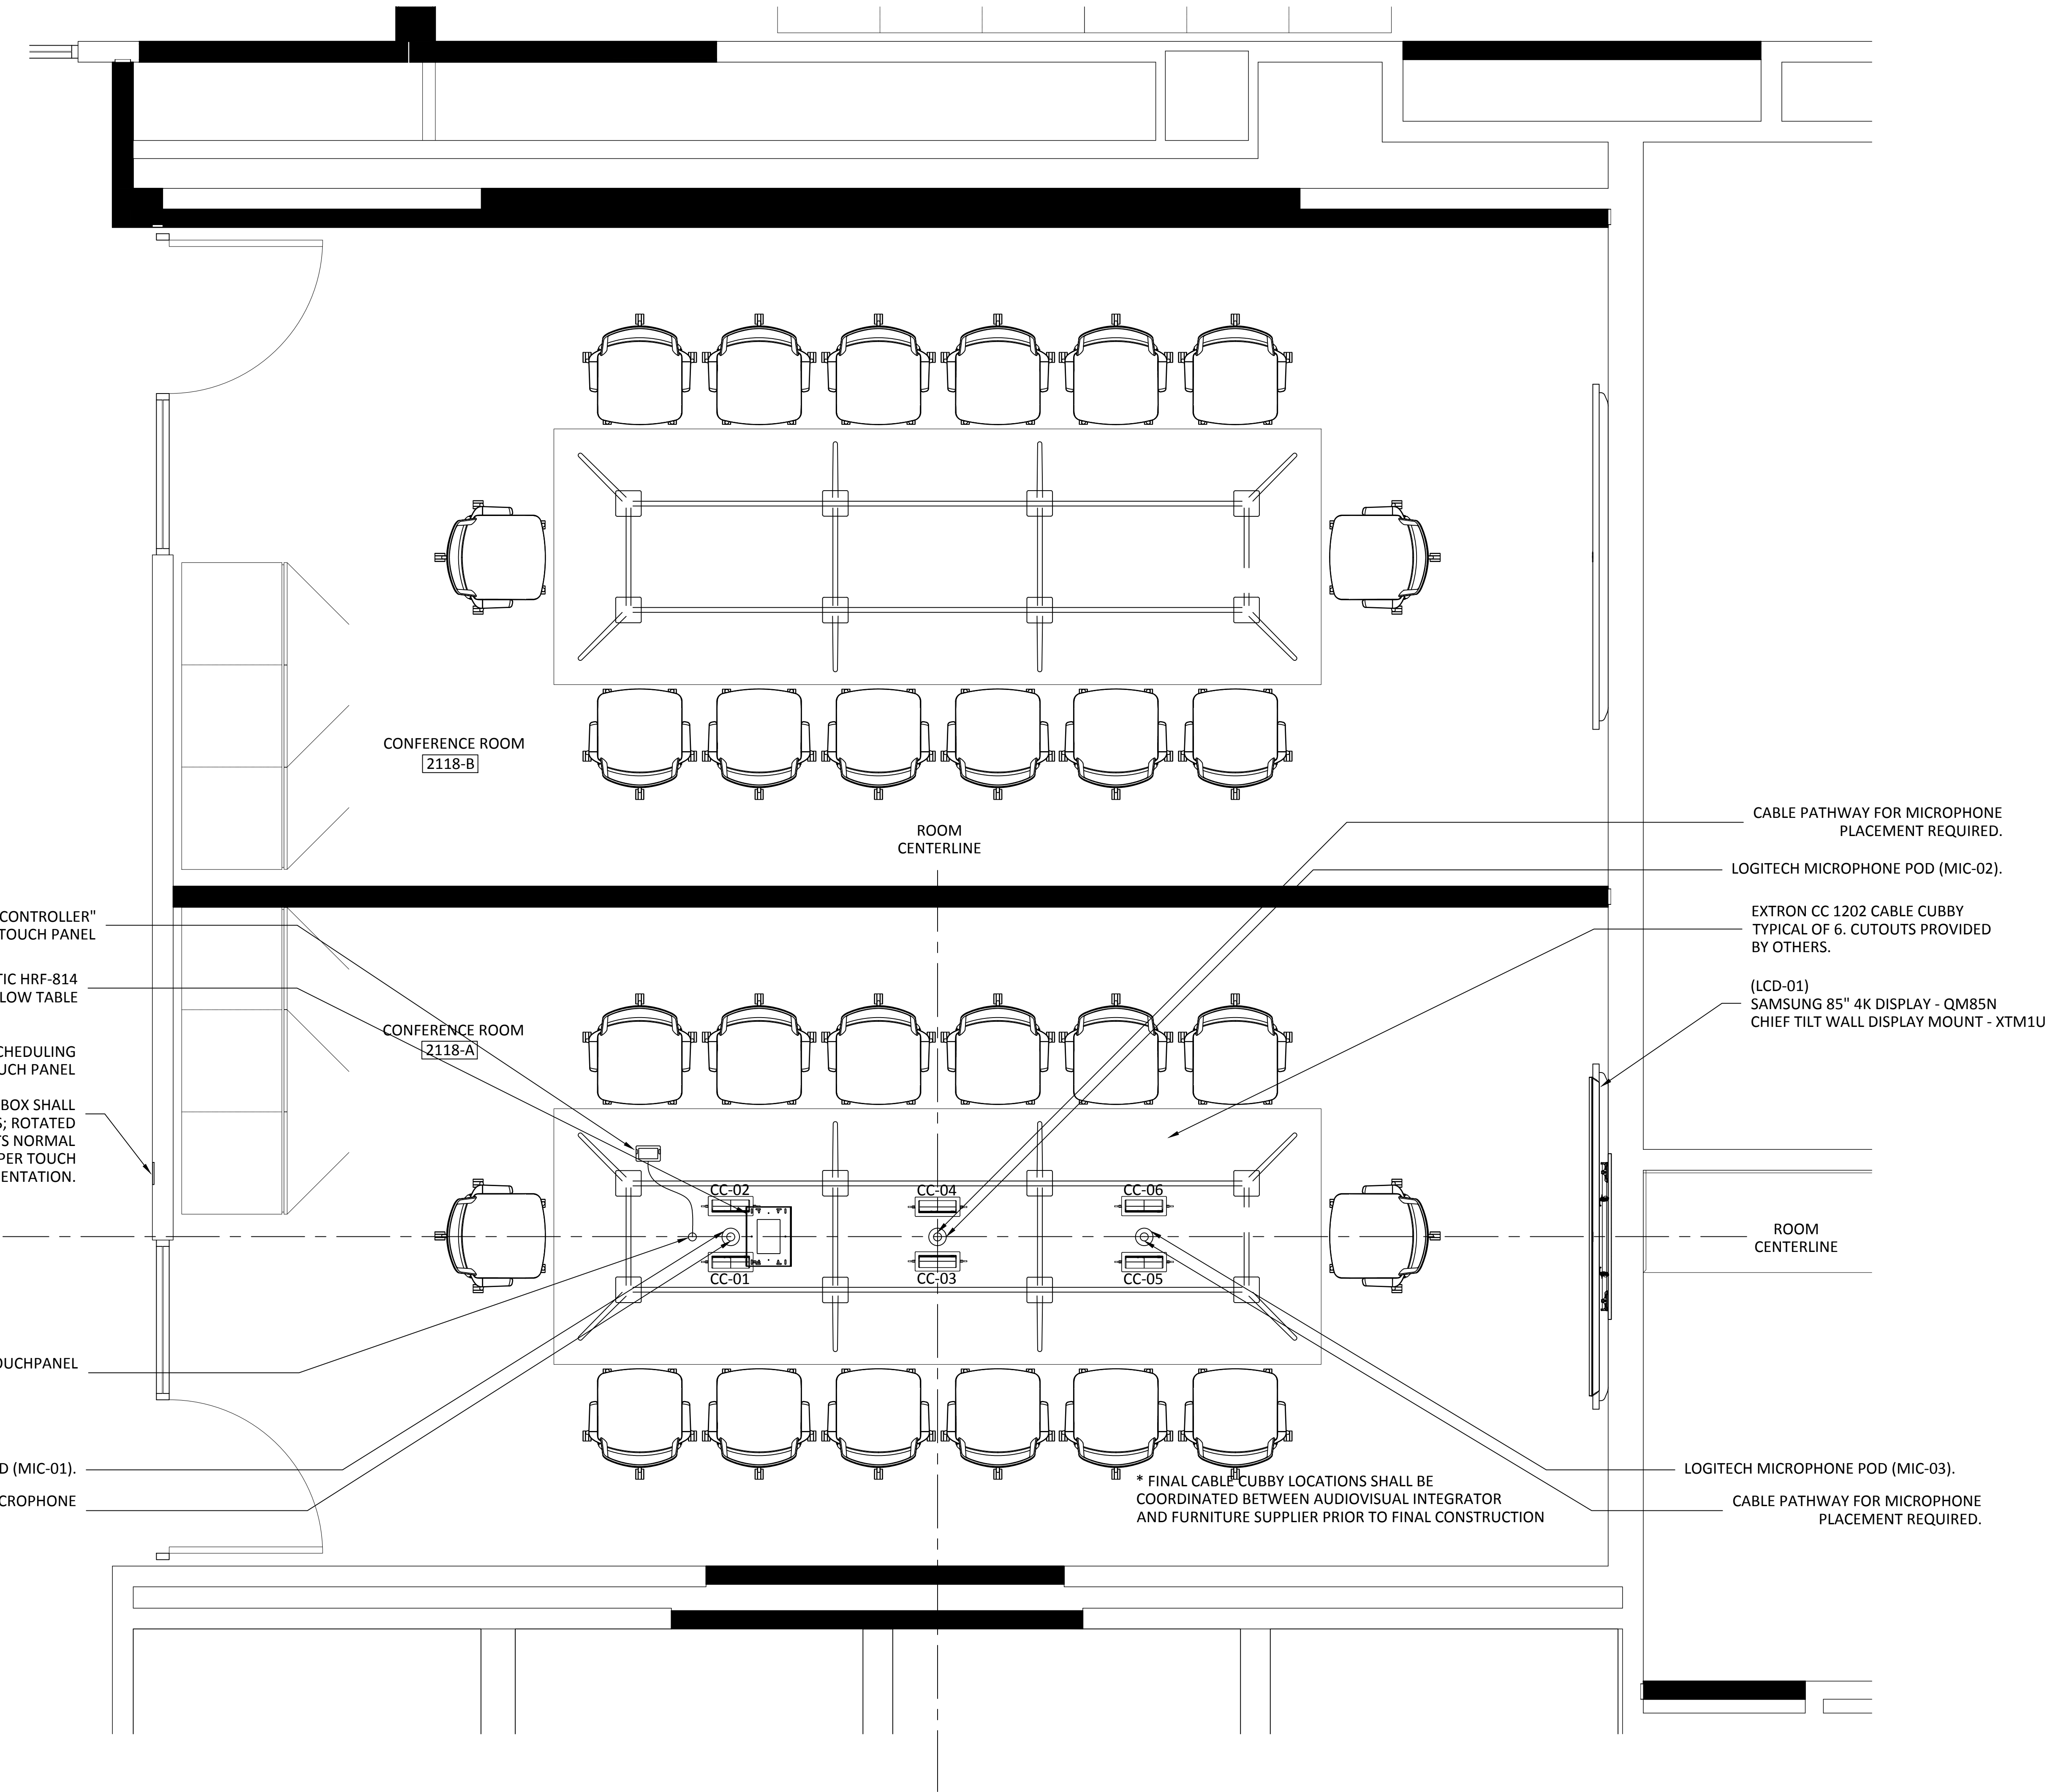 CONFERENCE ROOM
2118-B
ROOM
CENTERLINE
CABLE PATHWAY FOR MICROPHONE
PLACEMENT REQUIRED.
LOGITECH MICROPHONE POD (MIC-02).
EXTRON CC 1202 CABLE CUBBY
TYPICAL OF 6. CUTOUTS PROVIDED
BY OTHERS.
(LCD-01)
SAMSUNG 85" 4K DISPLAY - QM85N
CHIEF TILT WALL DISPLAY MOUNT - XTM1U
CONTROLLER"
TOUCH PANEL
TIC HRF-814
LOW TABLE
CONFERENCE ROOM
2118-A
CHEDULING
UCH PANEL
BOX SHALL
S; ROTATED
TS NORMAL
PER TOUCH
ENTATION.
CC-02
CC-04
CC-06
CC-01
CC-03
CC-05
ROOM
CENTERLINE
OUCHPANEL
D (MIC-01).
CROPHONE
* FINAL CABLE CUBBY LOCATIONS SHALL BE
COORDINATED BETWEEN AUDIOVISUAL INTEGRATOR
AND FURNITURE SUPPLIER PRIOR TO FINAL CONSTRUCTION
LOGITECH MICROPHONE POD (MIC-03).
CABLE PATHWAY FOR MICROPHONE
PLACEMENT REQUIRED.